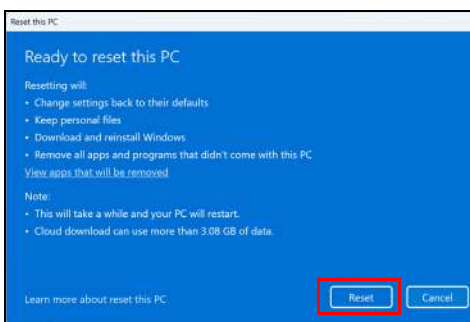 Reset this PC
Ready to reset this PC
Resetting will:
• Change settings back to their defaults
• Keep personal files
• Download and reinstall Windows
• Remove all apps and programs that didn't come with this PC
View apps that will be removed
Note:
• This will take a while and your PC will restart.
• Cloud download can use more than 3.08 GB of data.
Learn more about reset this PC
Reset
Cancel